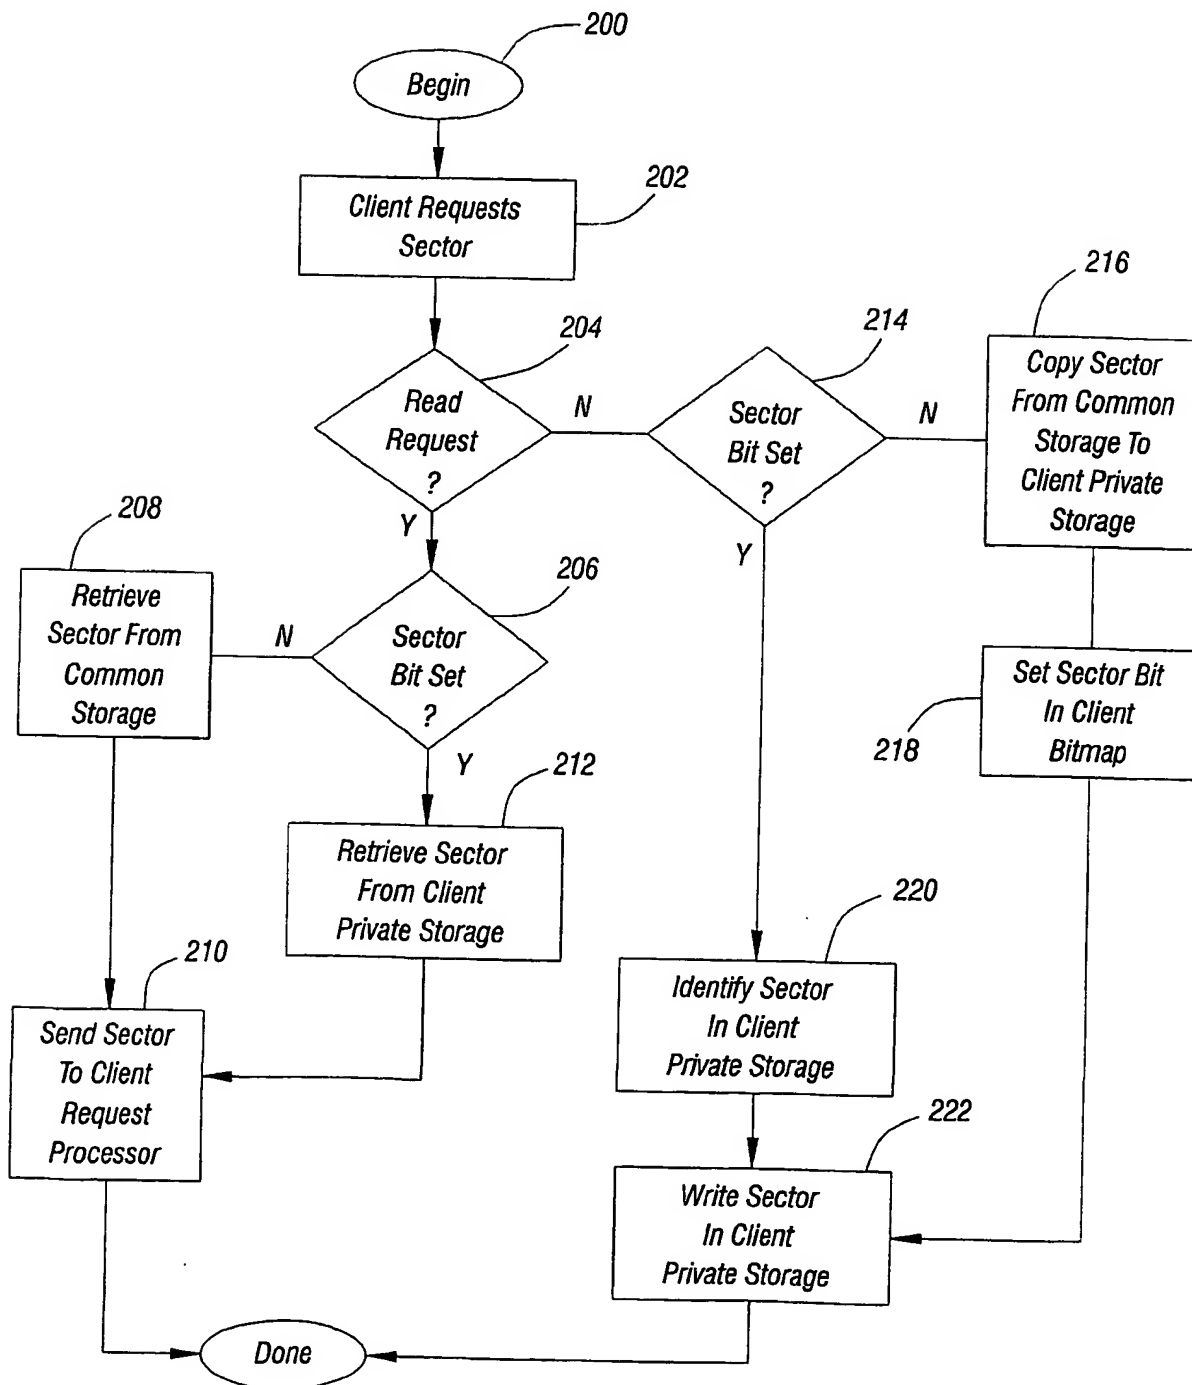 200
Begin
202
Client Requests
Sector
204
Read
Request
?
N
Y
214
Sector
Bit Set
?
N
Y
216
Copy Sector
From Common
Storage To
Client Private
Storage
208
Retrieve
Sector From
Common
Storage
206
Sector
Bit Set
?
N
Y
218
Set Sector Bit
In Client
Bitmap
212
Retrieve Sector
From Client
Private Storage
210
Send Sector
To Client
Request
Processor
220
Identify Sector
In Client
Private Storage
222
Write Sector
In Client
Private Storage
Done